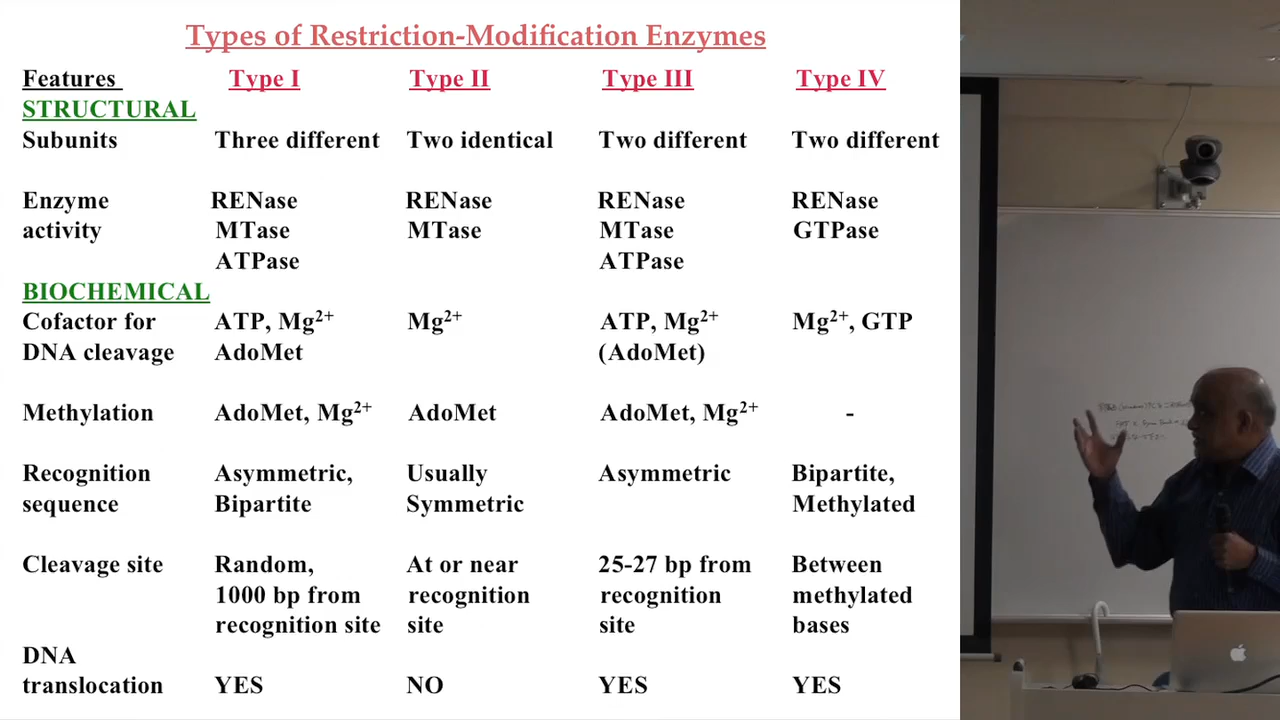 Types of Restriction-Modification Enzymes
Features Type I Type II Type III Type IV
STRUCTURAL
Subunits Three different Two identical Two different Two different
Enzyme RENase RENase RENase RENase
activity MTase MTase MTase GTPase
ATPase ATPase
BIOCHEMICAL
Cofactor for ATP, Mg²⁺ Mg²⁺ ATP, Mg²⁺ Mg²⁺, GTP
DNA cleavage AdoMet (AdoMet)
Methylation AdoMet, Mg²⁺ AdoMet AdoMet, Mg²⁺ -
Recognition Asymmetric, Usually Asymmetric Bipartite,
sequence Bipartite Symmetric Methylated
Cleavage site Random, At or near 25-27 bp from Between
1000 bp from recognition recognition methylated
recognition site site site bases
DNA
translocation YES NO YES YES